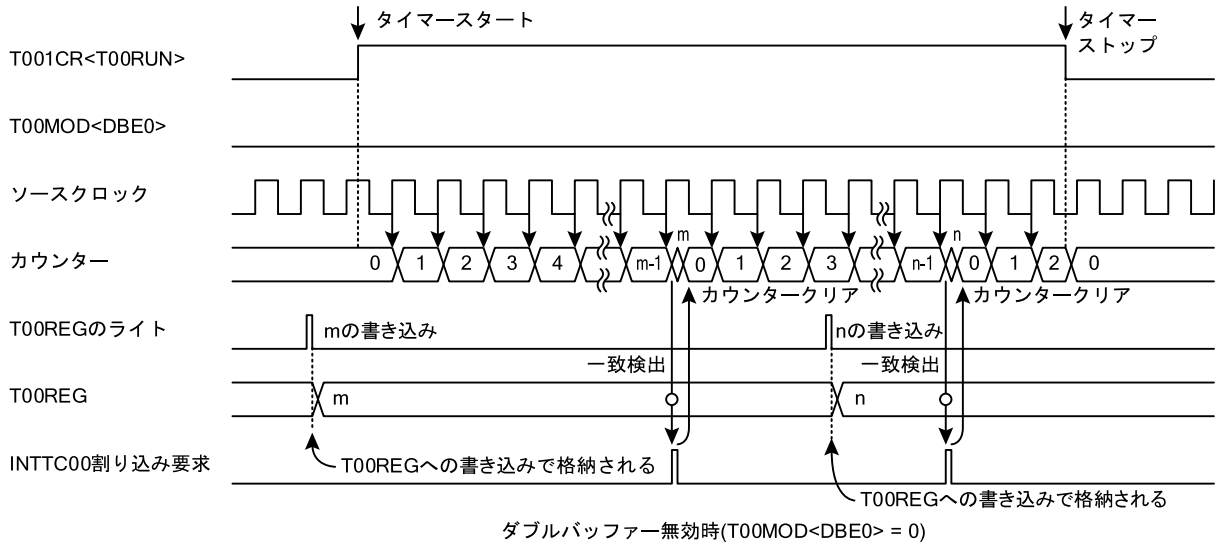 タイマースタート
タイマー
ストップ
T001CR<T00RUN>
T00MOD<DBE0>
ソースクロック
カウンター
0 1 2 3 4 m-1 m 0 1 2 3 n-1 n 0 1 2 0
カウンタークリア カウンタークリア
T00REGのライト
mの書き込み nの書き込み
一致検出 一致検出
T00REG
m n
INTTC00割り込み要求
T00REGへの書き込みで格納される
T00REGへの書き込みで格納される
ダブルバッファー無効時(T00MOD<DBE0> = 0)